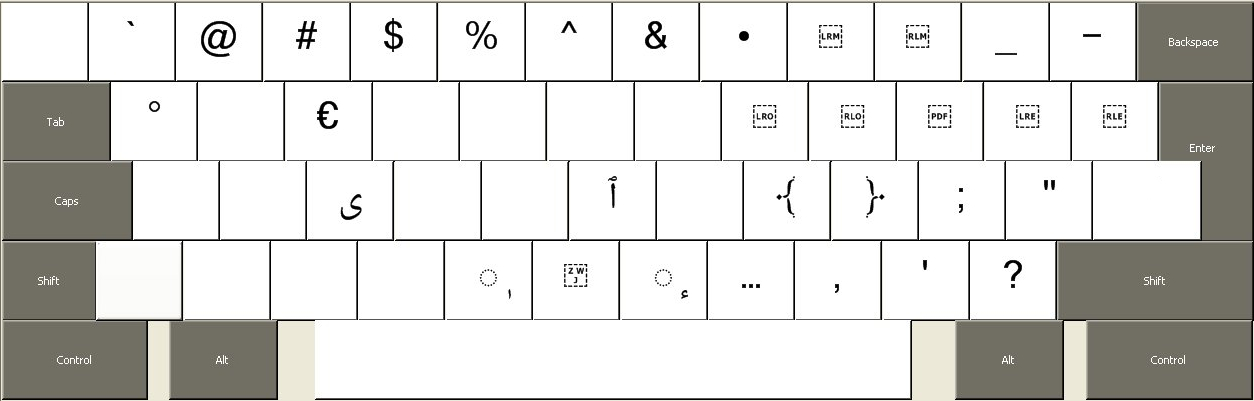 ` @ # $ % ^ & • LRM RLM _ − Backspace
Tab ° € LRO RLO PDF LRE RLE Enter
Caps ی ٱ ﴿ ﴾ ; " 
Shift ◌ٖ ZWJ ◌ٕ … , ' ? Shift
Control Alt Alt Control